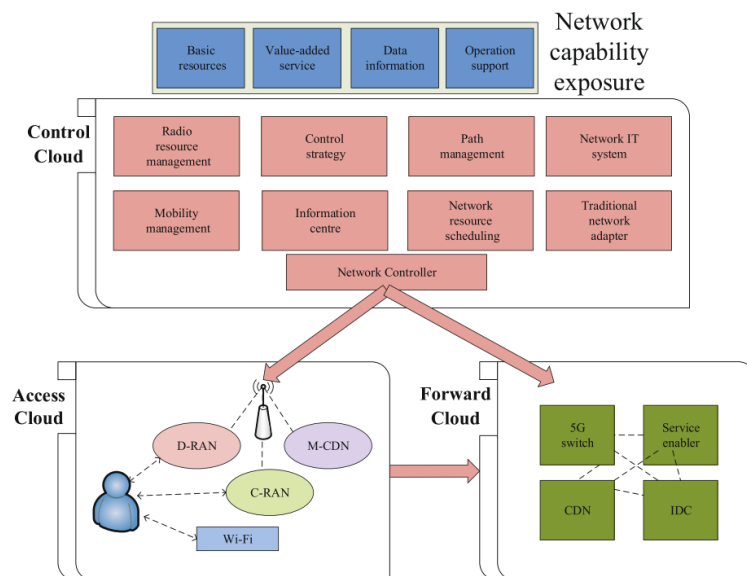 Basic
resources
Value-added
service
Data
information
Operation
support
Network
capability
exposure
Control
Cloud
Radio
resource
management
Control
strategy
Path
management
Network IT
system
Mobility
management
Information
centre
Network
resource
scheduling
Traditional
network
adapter
Network Controller
Access
Cloud
D-RAN
M-CDN
C-RAN
Wi-Fi
Forward
Cloud
5G
switch
Service
enabler
CDN
IDC